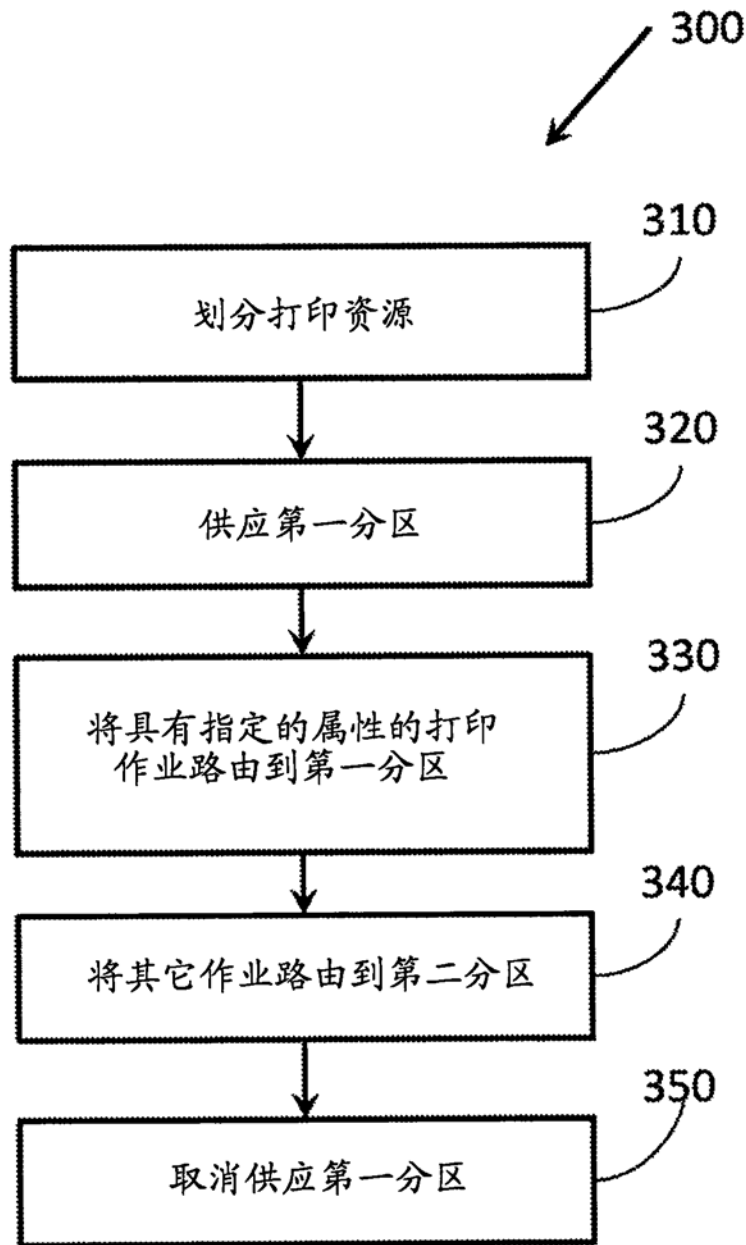 300
310
划分打印资源
320
供应第一分区
330
将具有指定的属性的打印
作业路由到第一分区
340
将其它作业路由到第二分区
350
取消供应第一分区